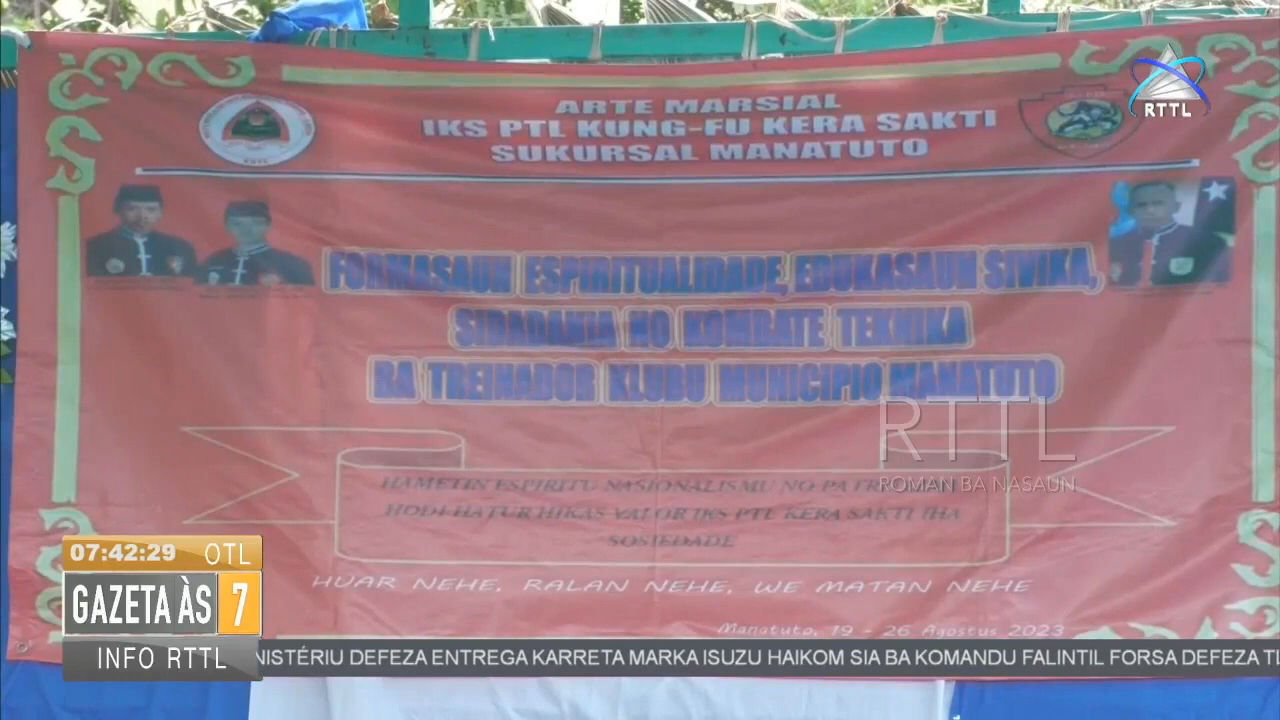 RTTL
ARTE MARSIAL
IKS PTL KUNG-FU KERA SAKTI
SUKURSAL MANATUTO
FORMASAUN ESPIRITUALIDADE, EDUKASAUN SIVIKA,
SIDADANIA NO KOMBATE TEKNIKA
BA TREINADOR KLUBU MUNICIPIO MANATUTO
RTTL
ROMAN BA NASAUN
HAMETIN ESPIRITU NASIONALISMU NO
HODI HATUR HIKAS VALOR IKS PTL KERA SAKTI IHA
SOSIEDADE
HUAR NEHE, RALAN NEHE, WE MATAN NEHE
Manatuto, 19 - 26 Agustus 2023
07:42:29 OTL
GAZETA ÀS 7
INFO RTTL
NISTÉRIU DEFEZA ENTREGA KARRETA MARKA ISUZU HAIKOM SIA BA KOMANDU FALINTIL FORSA DEFEZA TL